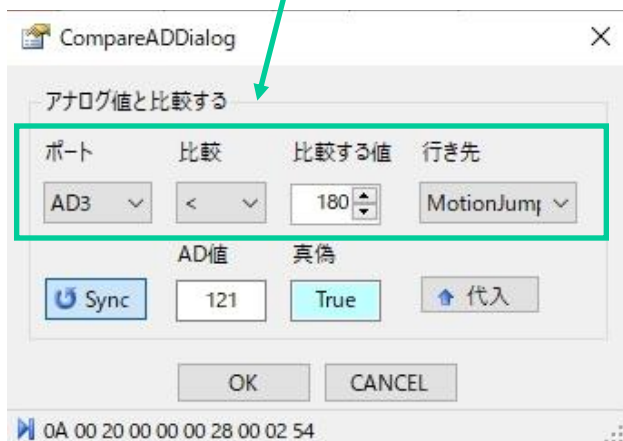 CompareADDialog
アナログ値と比較する
ポート 比較 比較する値 行き先
AD3 < 180 MotionJum
AD値 真偽
Sync 121 True 代入
OK CANCEL
0A 00 20 00 00 00 28 00 02 54